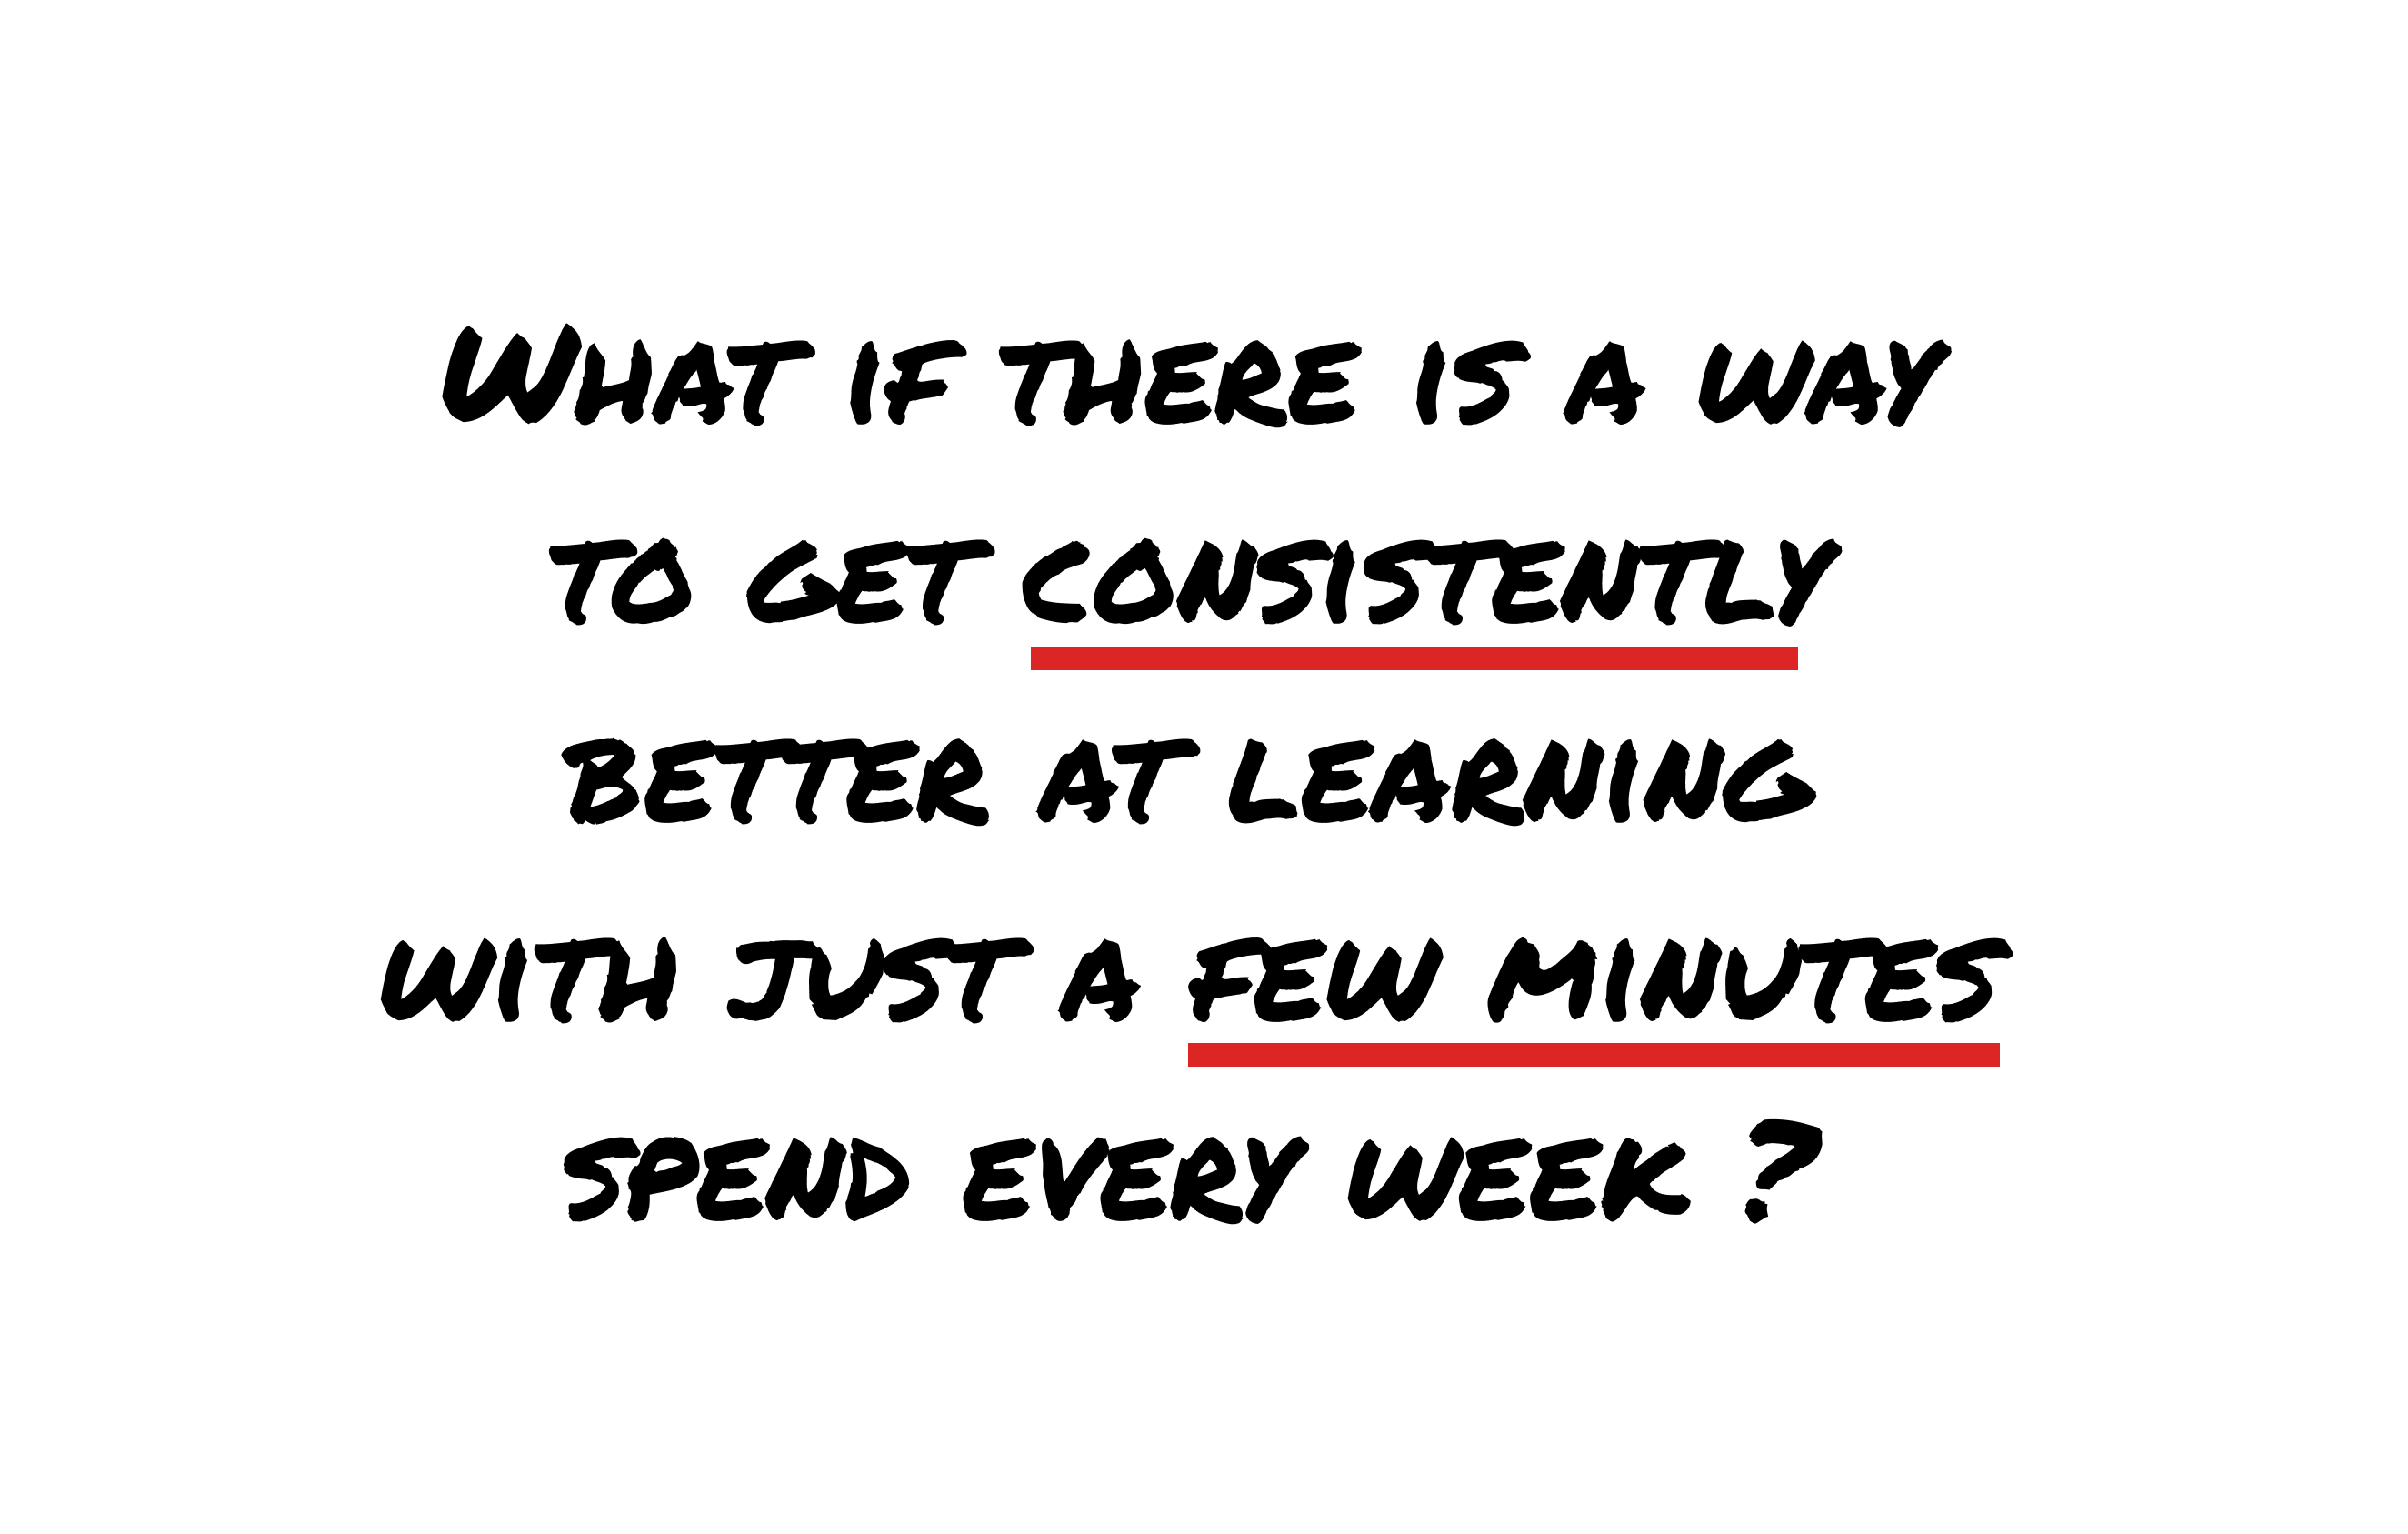 WHAT IF THERE IS A WAY
TO GET CONSISTENTLY
BETTER AT LEARNING
WITH JUST A FEW MINUTES
SPEND EVERY WEEK ?